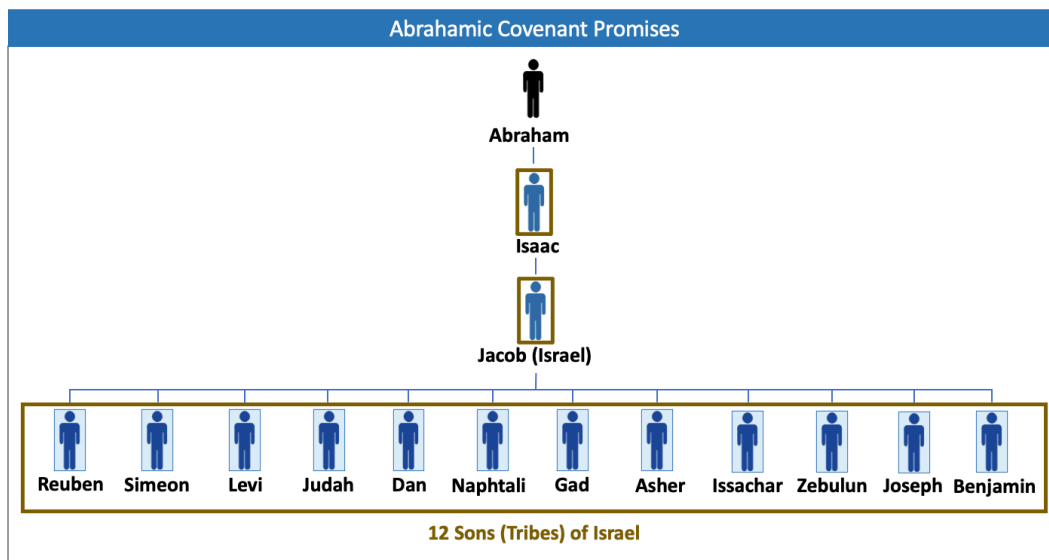 Abrahamic Covenant Promises
Abraham
Isaac
Jacob (Israel)
Reuben Simeon Levi Judah Dan Naphtali Gad Asher Issachar Zebulun Joseph Benjamin
12 Sons (Tribes) of Israel